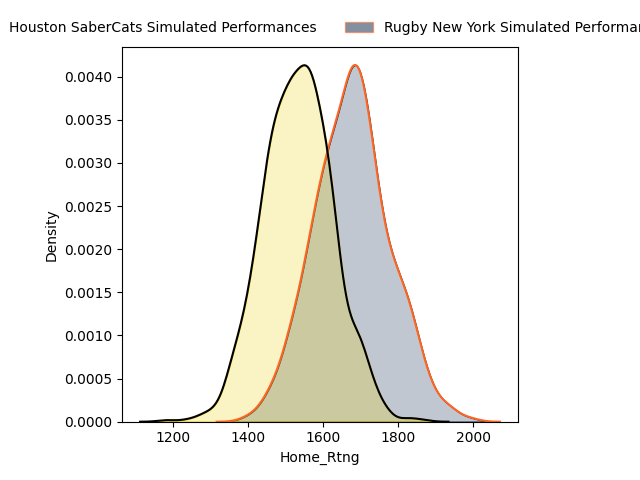 Houston SaberCats Simulated Performances
Rugby New York Simulated
0.0040
0.0035
0.0030
0.0025
0.0020
0.0015
0.0010
0.0005
0.0000
Density
1200 1400 1600 1800 2000
Home_Rtng